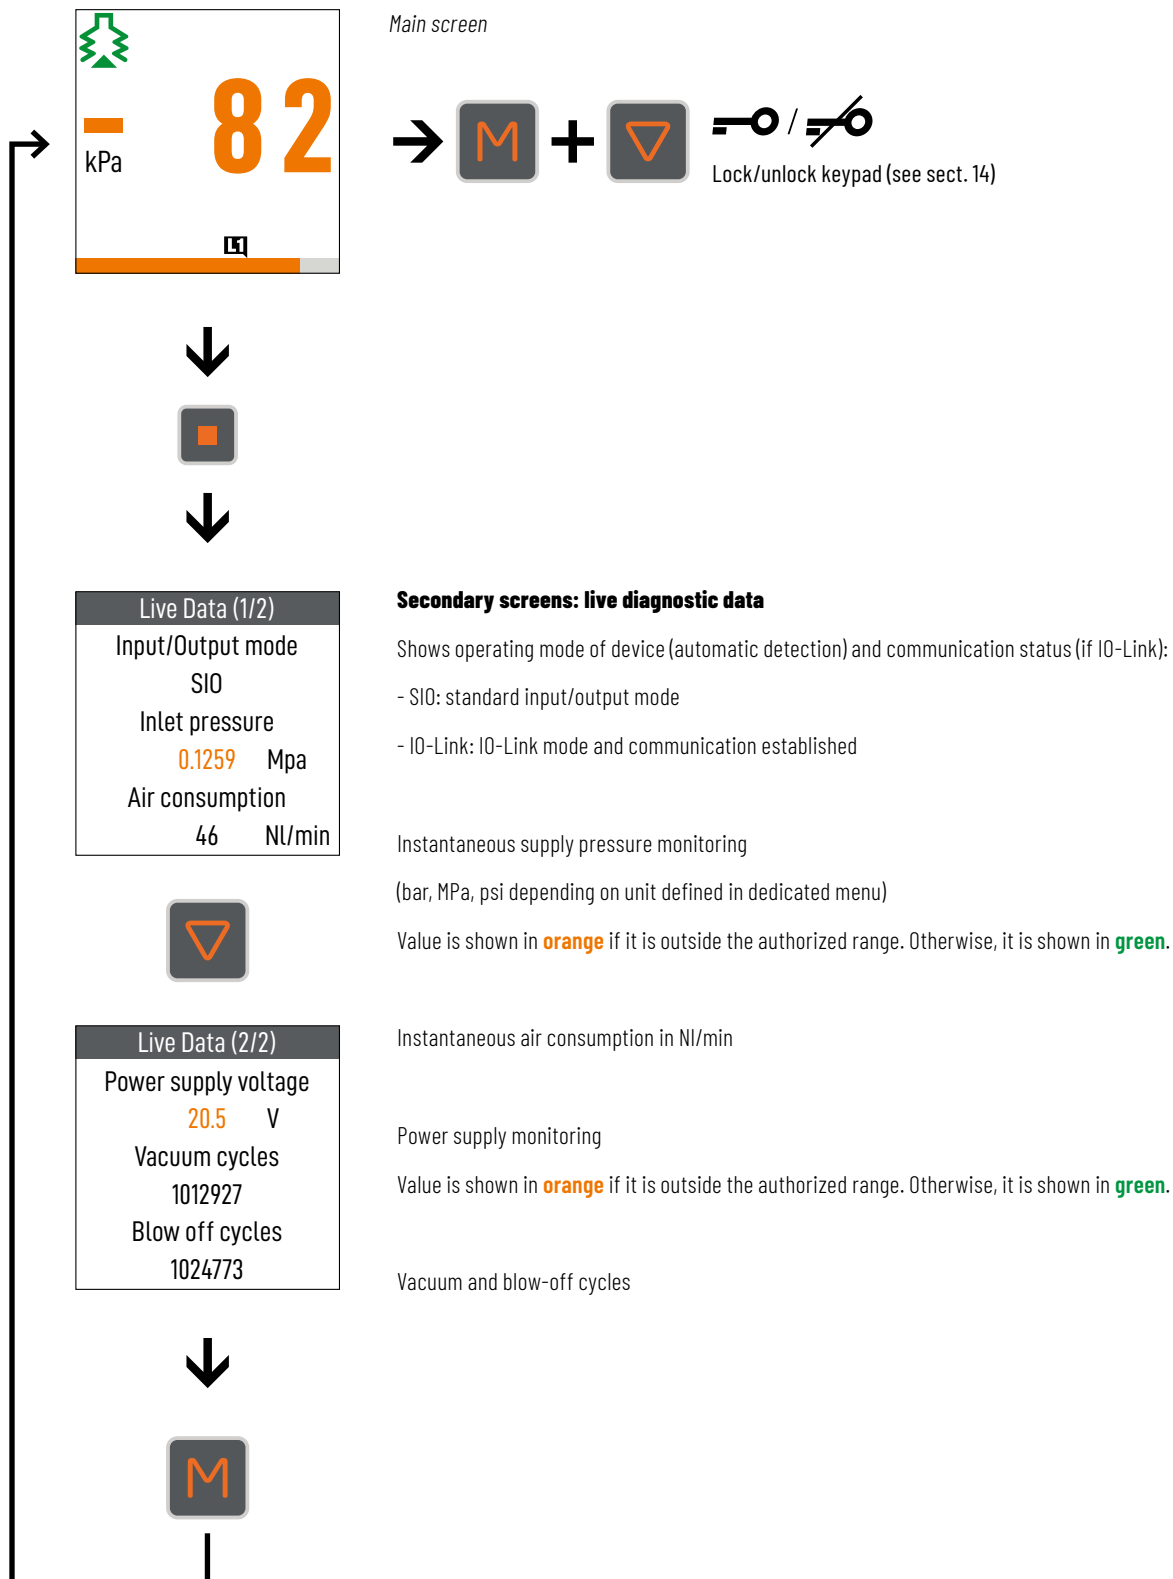 Main screen
- 82
kPa
L1
M
Lock/unlock keypad (see sect. 14)
Live Data (1/2)
Input/Output mode
SIO
Inlet pressure
0.1259 Mpa
Air consumption
46 Nl/min
Secondary screens: live diagnostic data
Shows operating mode of device (automatic detection) and communication status (if IO-Link):
- SIO: standard input/output mode
- IO-Link: IO-Link mode and communication established
Instantaneous supply pressure monitoring
(bar, MPa, psi depending on unit defined in dedicated menu)
Value is shown in orange if it is outside the authorized range. Otherwise, it is shown in green.
Instantaneous air consumption in Nl/min
Live Data (2/2)
Power supply voltage
20.5 V
Vacuum cycles
1012927
Blow off cycles
1024773
Power supply monitoring
Value is shown in orange if it is outside the authorized range. Otherwise, it is shown in green.
Vacuum and blow-off cycles
M